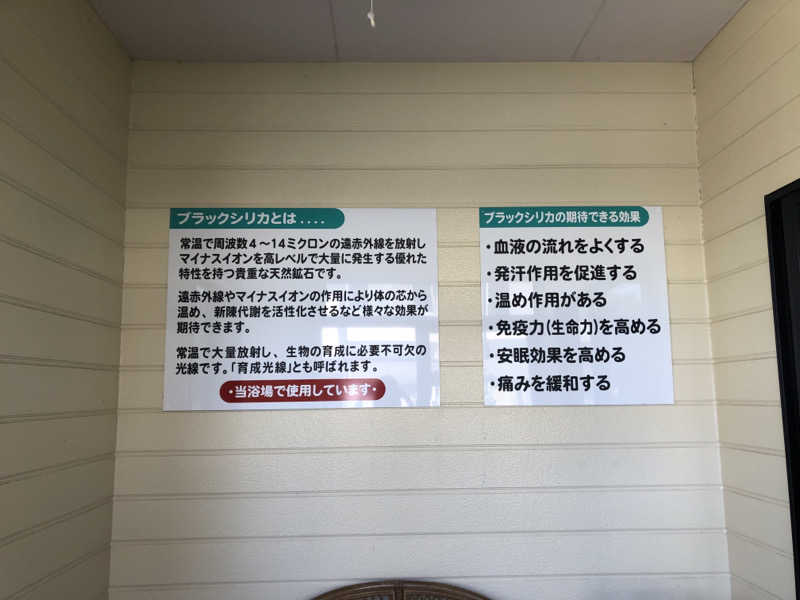 ブラックシリカとは....
常温で周波数4～14ミクロンの遠赤外線を放射し
マイナスイオンを高レベルで大量に発生する優れた
特性を持つ貴重な天然鉱石です。
遠赤外線やマイナスイオンの作用により体の芯から
温め、新陳代謝を活性化させるなど様々な効果が
期待できます。
常温で大量放射し、生物の育成に必要不可欠の
光線です。「育成光線」とも呼ばれます。
・当浴場で使用しています・
ブラックシリカの期待できる効果
・血液の流れをよくする
・発汗作用を促進する
・温め作用がある
・免疫力(生命力)を高める
・安眠効果を高める
・痛みを緩和する